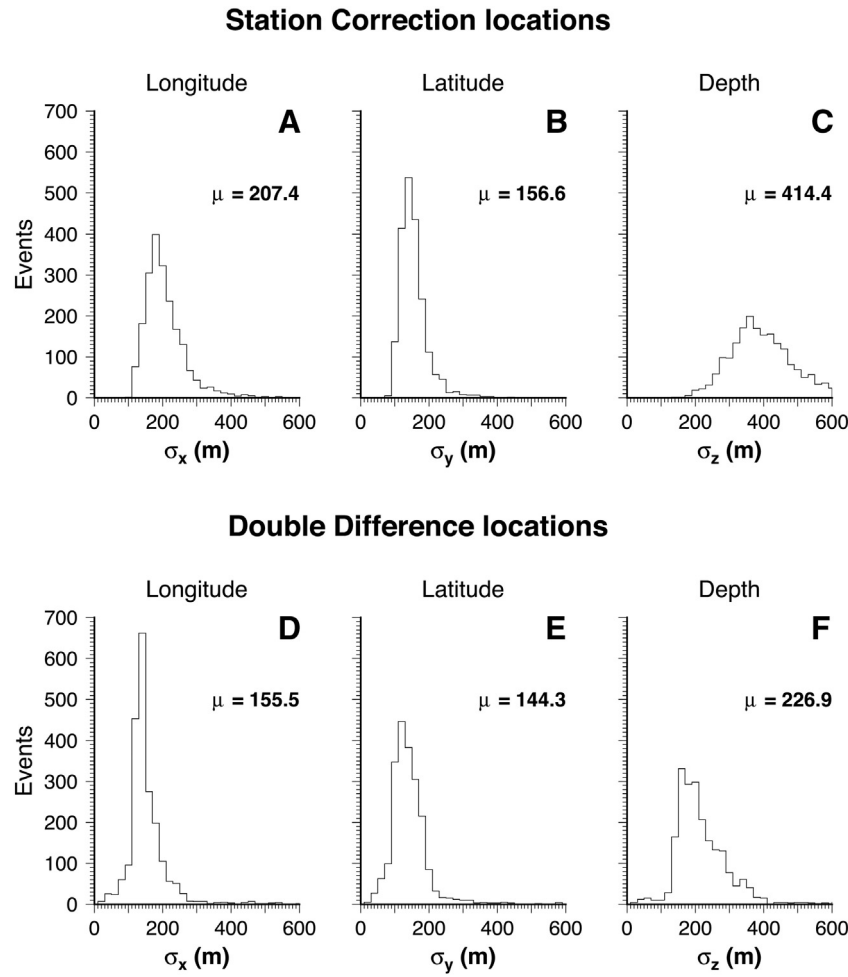 Station Correction locations
Longitude Latitude Depth
A B C
μ = 207.4 μ = 156.6 μ = 414.4
Events
700
600
500
400
300
200
100
0
0 200 400 600 0 200 400 600 0 200 400 600
σx (m) σy (m) σz (m)
Double Difference locations
Longitude Latitude Depth
D E F
μ = 155.5 μ = 144.3 μ = 226.9
Events
700
600
500
400
300
200
100
0
0 200 400 600 0 200 400 600 0 200 400 600
σx (m) σy (m) σz (m)